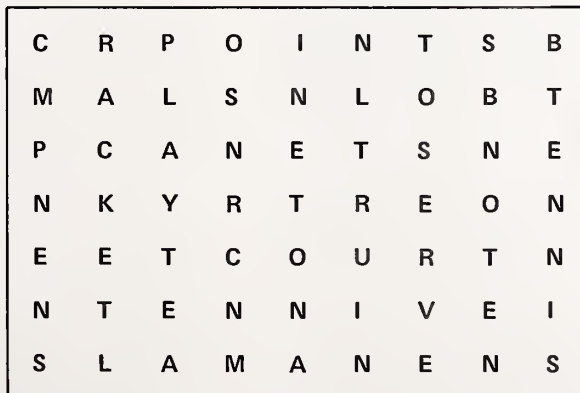 C R P O I N T S B
M A L S N L O B T
P C A N E T S N E
N K Y R T R E O N
E E T C O U R T N
N T E N N I V E I
S L A M A N E N S